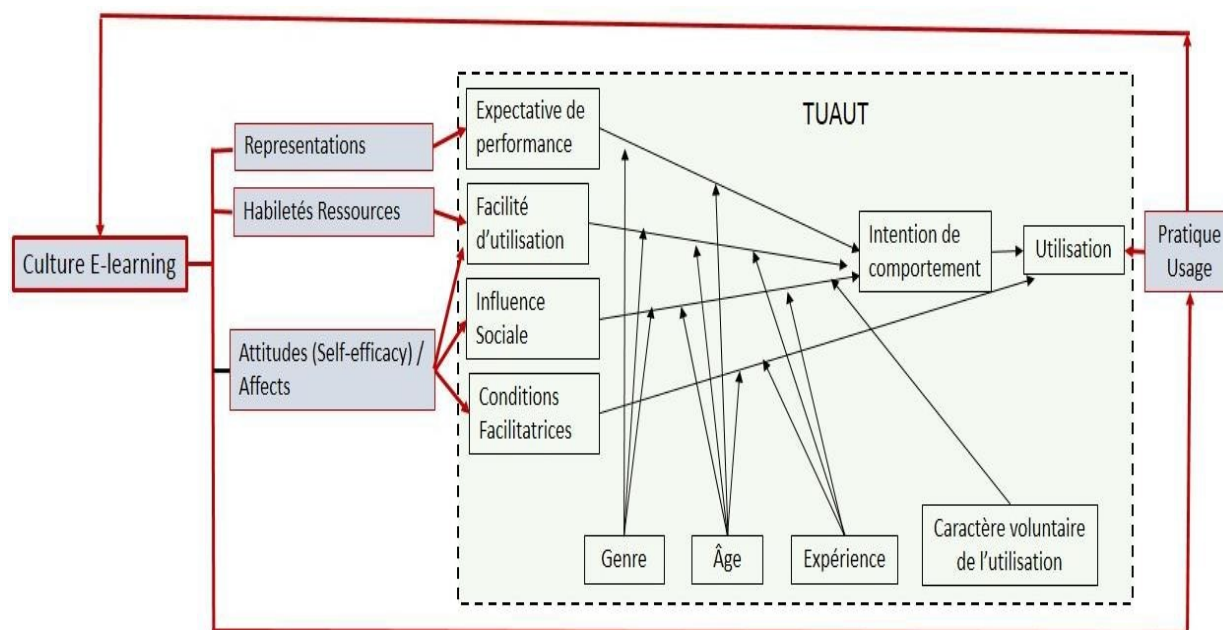 TUAUT
Expectative de
performance
Representations
Habiletés Ressources
Facilité
d’utilisation
Culture E-learning
Intention de
comportement
Utilisation
Pratique
Usage
Influence
Sociale
Attitudes (Self-efficacy) /
Affects
Conditions
Facilitatrices
Genre
Âge
Expérience
Caractère voluntaire
de l’utilisation